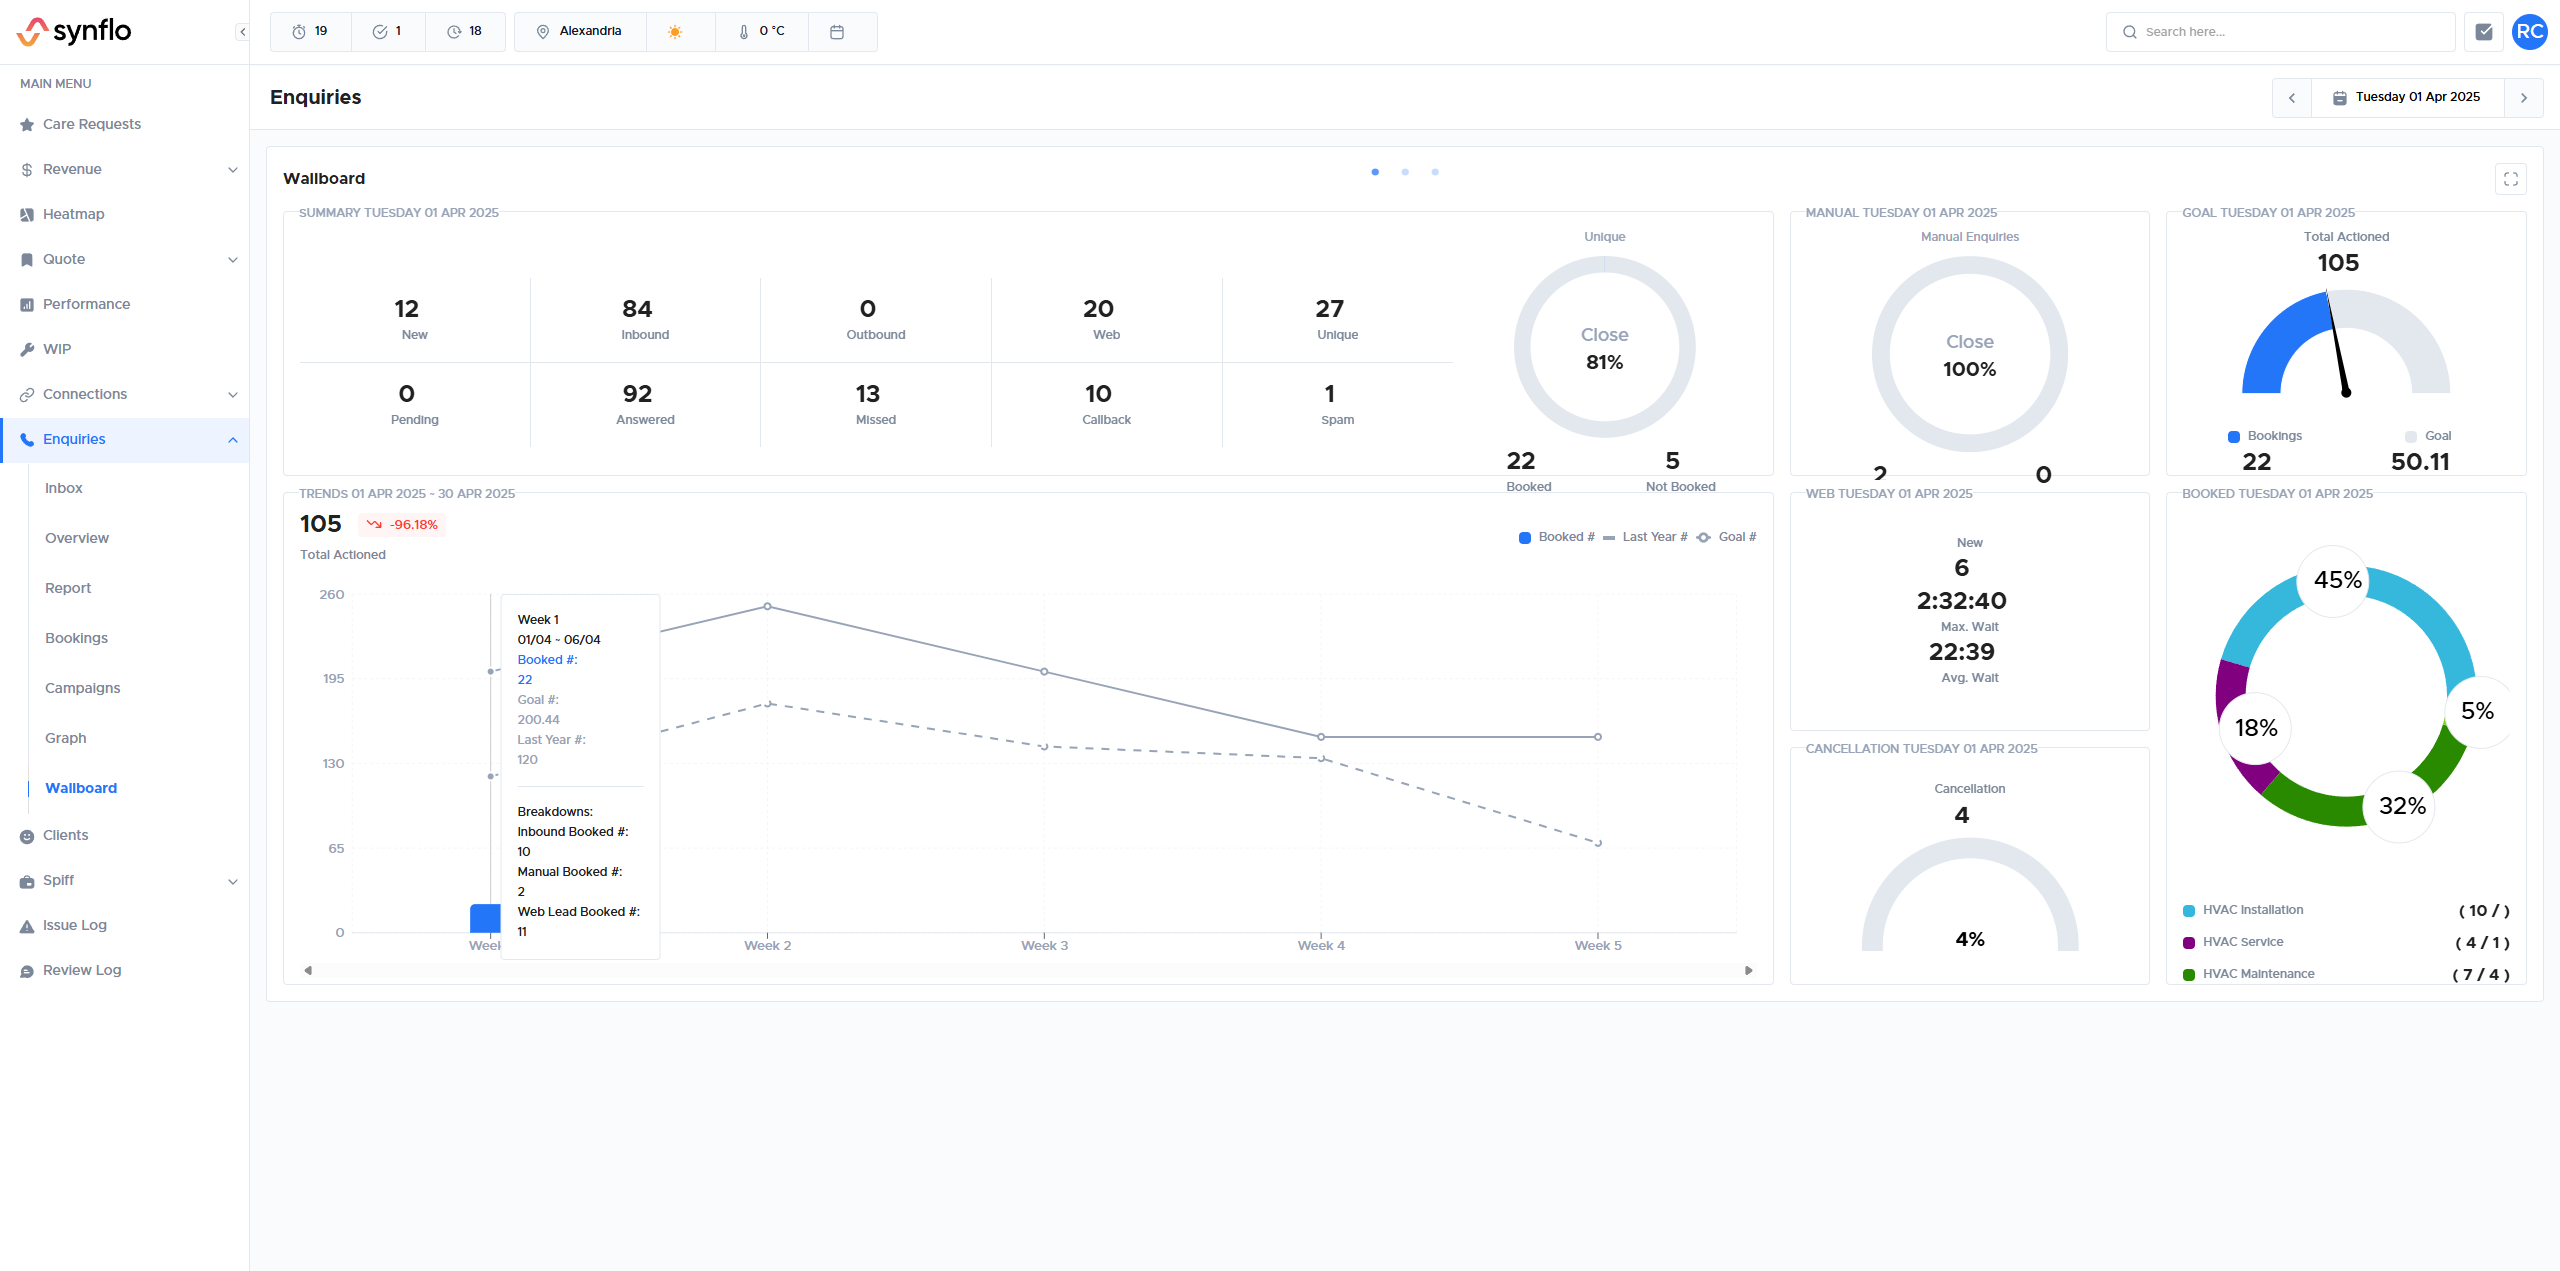 synflo
19
1
18
Alexandria
0 °C
Search here...
RC
MAIN MENU
Care Requests
Revenue
Heatmap
Quote
Performance
WIP
Connections
Enquiries
Inbox
Overview
Report
Bookings
Campaigns
Graph
Wallboard
Clients
Spiff
Issue Log
Review Log
Enquiries
Tuesday 01 Apr 2025
Wallboard
SUMMARY TUESDAY 01 APR 2025
12
New
84
Inbound
0
Outbound
20
Web
27
Unique
0
Pending
92
Answered
13
Missed
10
Callback
1
Spam
Unique
Close
81%
22
Booked
5
Not Booked
MANUAL TUESDAY 01 APR 2025
Manual Enquiries
Close
100%
2
0
GOAL TUESDAY 01 APR 2025
Total Actioned
105
Bookings
22
Goal
50.11
TRENDS 01 APR 2025 ~ 30 APR 2025
105
-96.18%
Total Actioned
Booked #
Last Year #
Goal #
260
195
130
65
0
Week 1
01/04 ~ 06/04
Booked #:
22
Goal #:
200.44
Last Year #:
120
Breakdowns:
Inbound Booked #:
10
Manual Booked #:
2
Web Lead Booked #:
11
Week
Week 2
Week 3
Week 4
Week 5
WEB TUESDAY 01 APR 2025
New
6
2:32:40
Max. Wait
22:39
Avg. Wait
CANCELLATION TUESDAY 01 APR 2025
Cancellation
4
4%
BOOKED TUESDAY 01 APR 2025
45%
5%
18%
32%
HVAC Installation
( 10 / )
HVAC Service
( 4 / 1 )
HVAC Maintenance
( 7 / 4 )